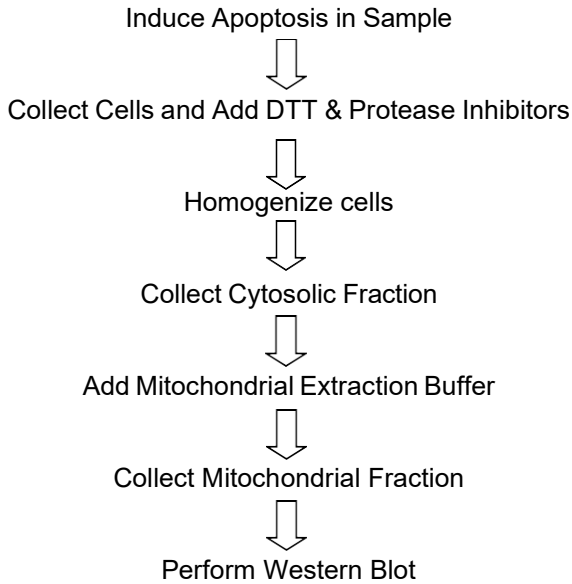 Induce Apoptosis in Sample
Collect Cells and Add DTT & Protease Inhibitors
Homogenize cells
Collect Cytosolic Fraction
Add Mitochondrial Extraction Buffer
Collect Mitochondrial Fraction
Perform Western Blot